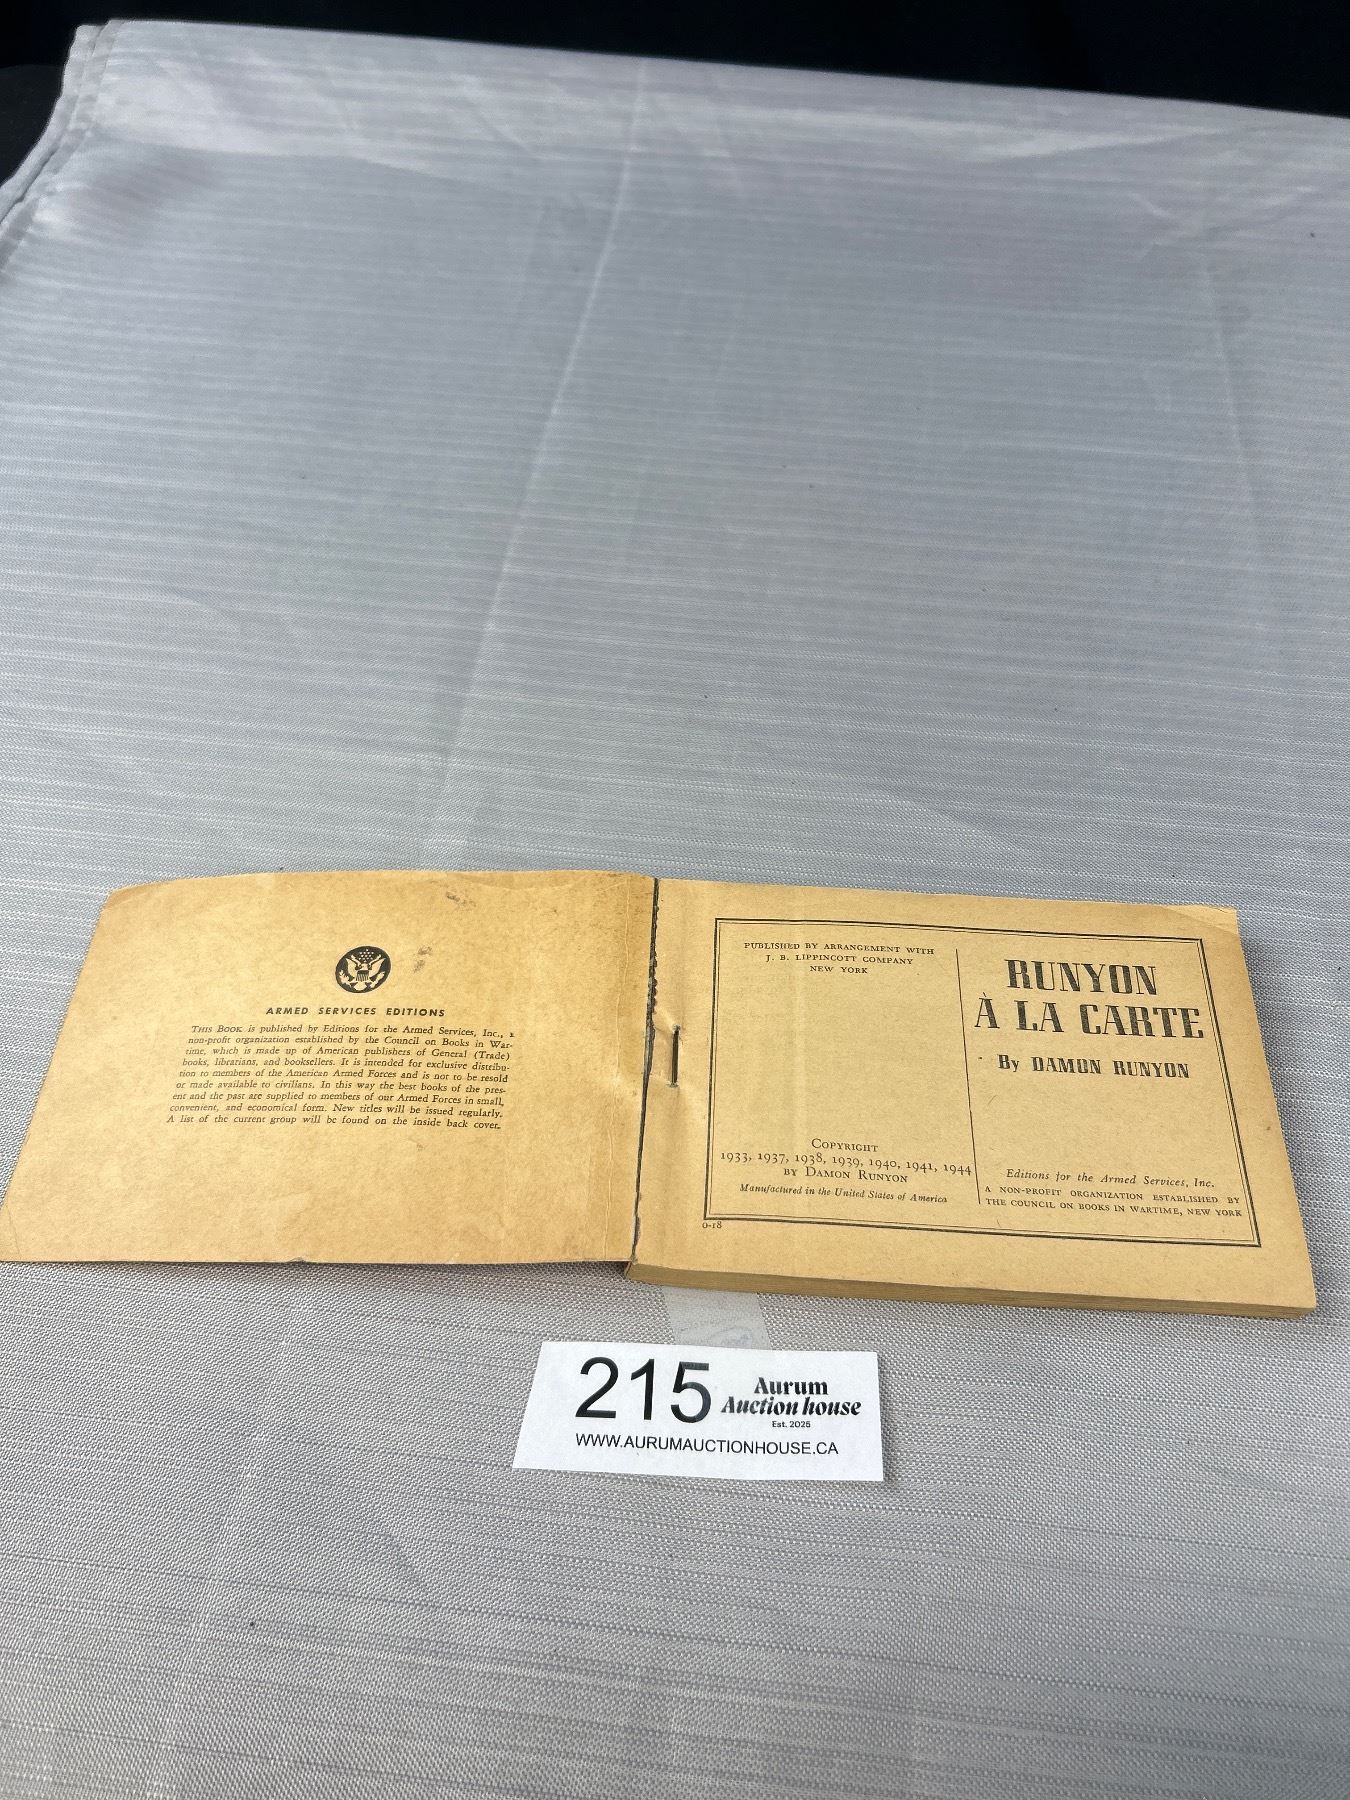 ARMED SERVICES EDITIONS
THIS BOOK is published by Editions for the Armed Services, Inc., a
non-profit organization established by the Council on Books in War-
time, which is made up of American publishers of General (Trade)
books, librarians, and booksellers. It is intended for exclusive distribu-
tion to members of the American Armed Forces and is not to be resold
or made available to civilians. In this way the best books of the pres-
ent and the past are supplied to members of our Armed Forces in small,
convenient, and economical form. New titles will be issued regularly.
A list of the current group will be found on the inside back cover.
PUBLISHED BY ARRANGEMENT WITH
J. B. LIPPINCOTT COMPANY
NEW YORK
COPYRIGHT
1933, 1937, 1938, 1939, 1940, 1941, 1944
BY DAMON RUNYON
Manufactured in the United States of America
RUNYON
À LA CARTE
By DAMON RUNYON
Editions for the Armed Services, Inc.
A NON-PROFIT ORGANIZATION ESTABLISHED BY
THE COUNCIL ON BOOKS IN WARTIME, NEW YORK
O-18
215
Aurum
Auction house
Est. 2025
WWW.AURUMAUCTIONHOUSE.CA